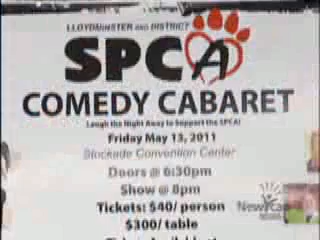 LLOYDMINSTER AND DISTRICT
SPCA
COMEDY CABARET
Laugh the Night Away to Support the SPCA!
Friday May 13, 2011
Stockade Convention Center
Doors @ 6:30pm
Show @ 8pm
Tickets: $40/ person
$300/ table